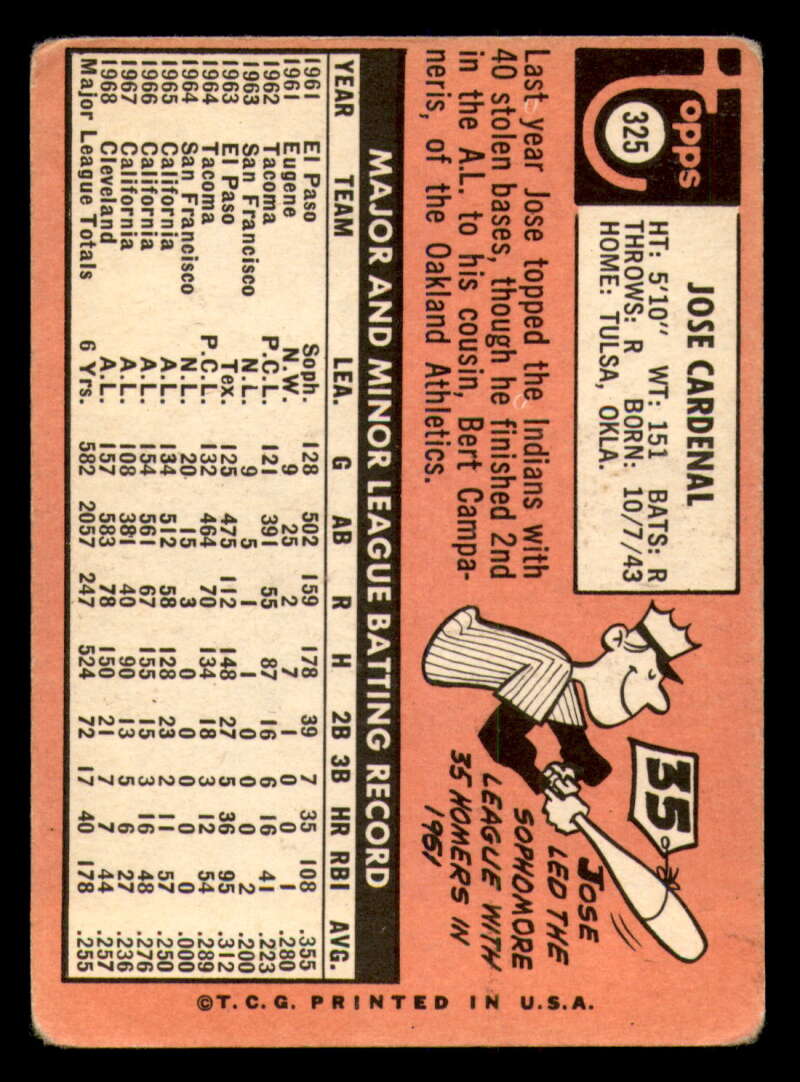 Topps
325
JOSE CARDENAL
HT: 5'10" WT: 151 BATS: R
THROWS: R BORN: 10/7/43
HOME: TULSA, OKLA.
Last year Jose topped the Indians with
40 stolen bases, though he finished 2nd
in the A.L. to his cousin, Bert Campa-
neris, of the Oakland Athletics.
35
JOSE
LED THE
SOPHOMORE
LEAGUE WITH
35 HOMERS IN
1961
MAJOR AND MINOR LEAGUE BATTING RECORD
YEAR TEAM LEA. G AB R H 2B 3B HR RBI AVG.
1961 El Paso Soph. 128 502 159 178 39 7 35 108 .355
1961 Eugene N.W. 9 25 2 7 1 0 0 1 .280
1962 Tacoma P.C.L. 121 391 55 87 16 6 16 41 .223
1963 San Francisco N.L. 9 5 1 1 0 0 0 2 .200
1963 El Paso Tex. 125 475 112 148 27 5 36 95 .312
1964 Tacoma P.C.L. 132 464 70 134 18 3 12 54 .289
1964 San Francisco N.L. 20 15 3 0 0 0 0 0 .000
1965 California A.L. 134 512 58 128 23 2 11 57 .250
1966 California A.L. 154 561 67 155 15 3 16 48 .276
1967 California A.L. 108 381 40 90 13 5 6 27 .236
1968 Cleveland A.L. 157 583 78 150 21 7 7 44 .257
Major League Totals 6 Yrs. 582 2057 247 524 72 17 40 178 .255
©T.C.G. PRINTED IN U.S.A.